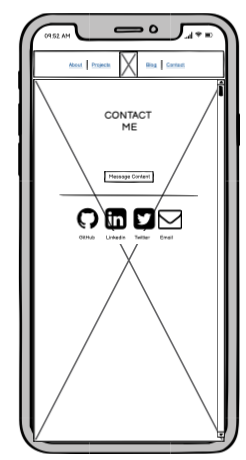 09:52 AM
About | Projects Blog | Contact
CONTACT
ME
Message Content
GitHub LinkedIn Twitter Email